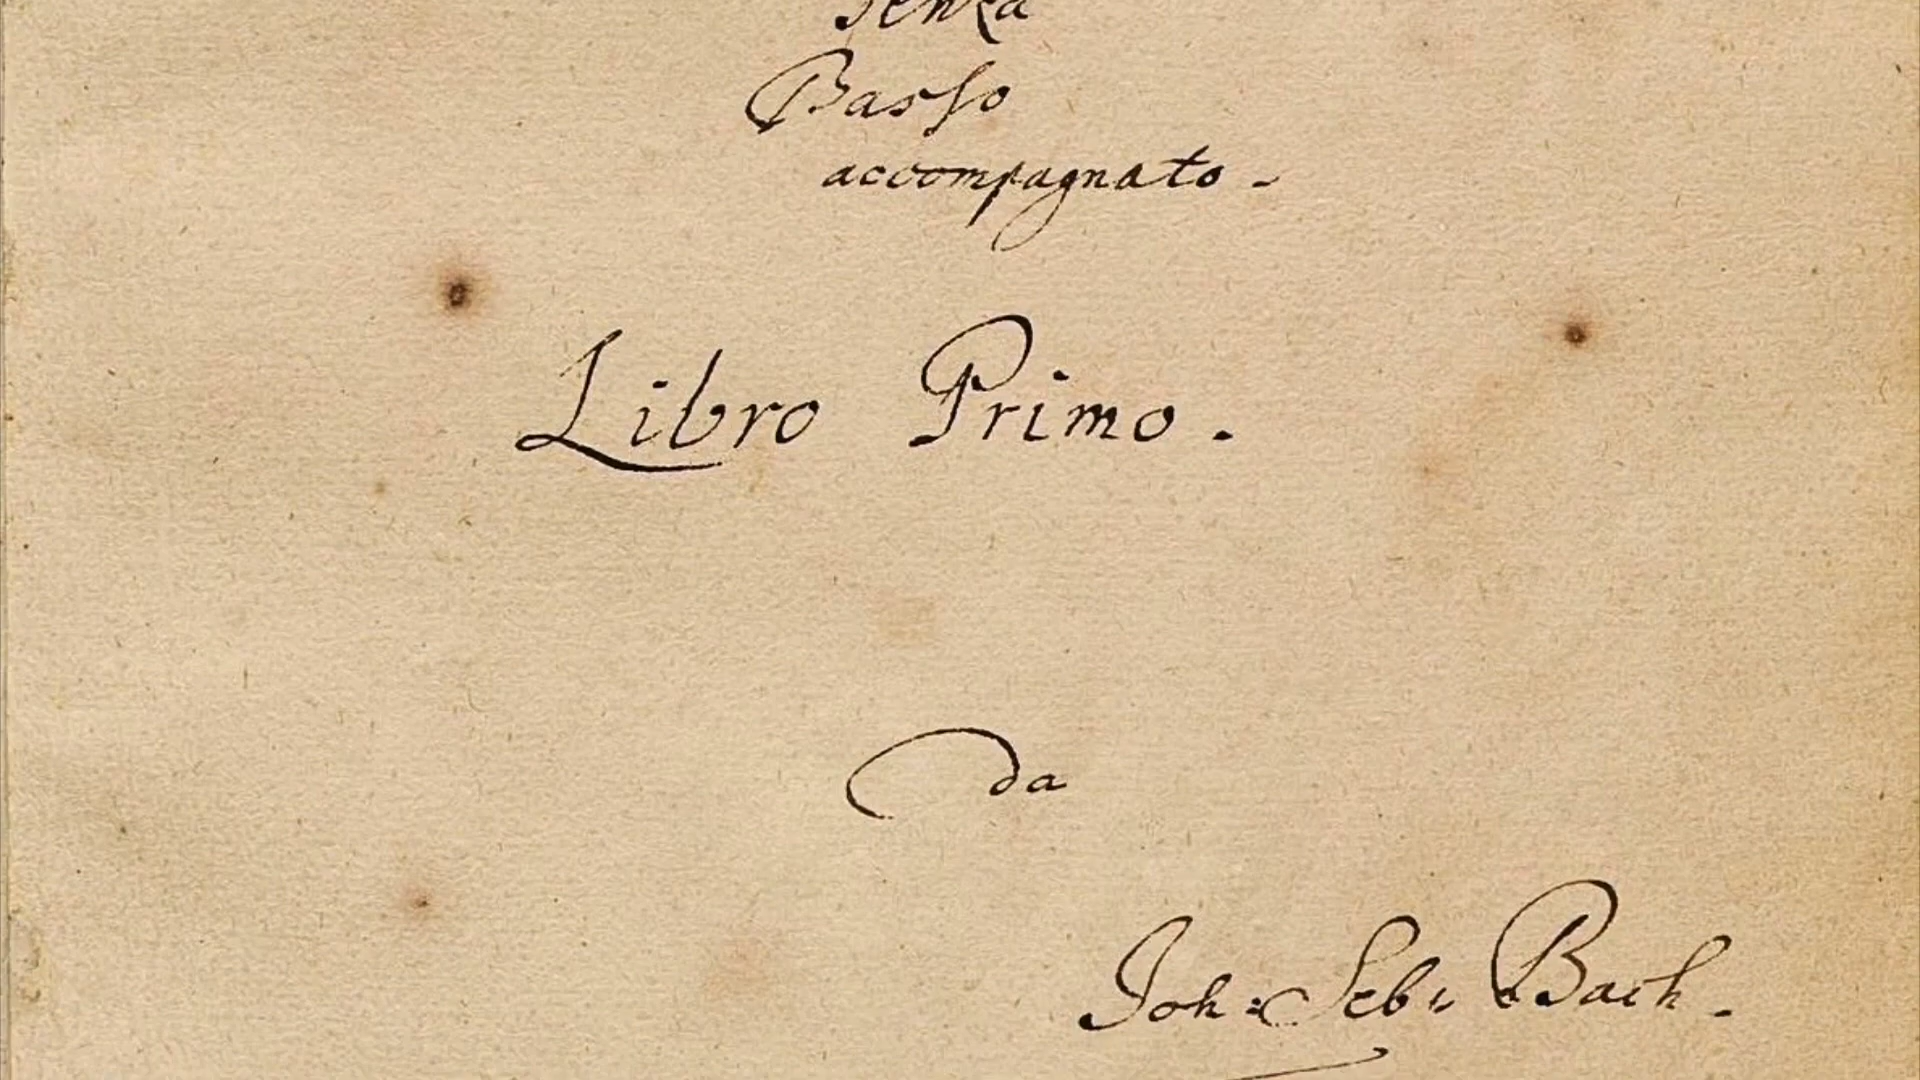 senza
Basso
accompagnato.
Libro Primo.
da
Joh: Seb: Bach.